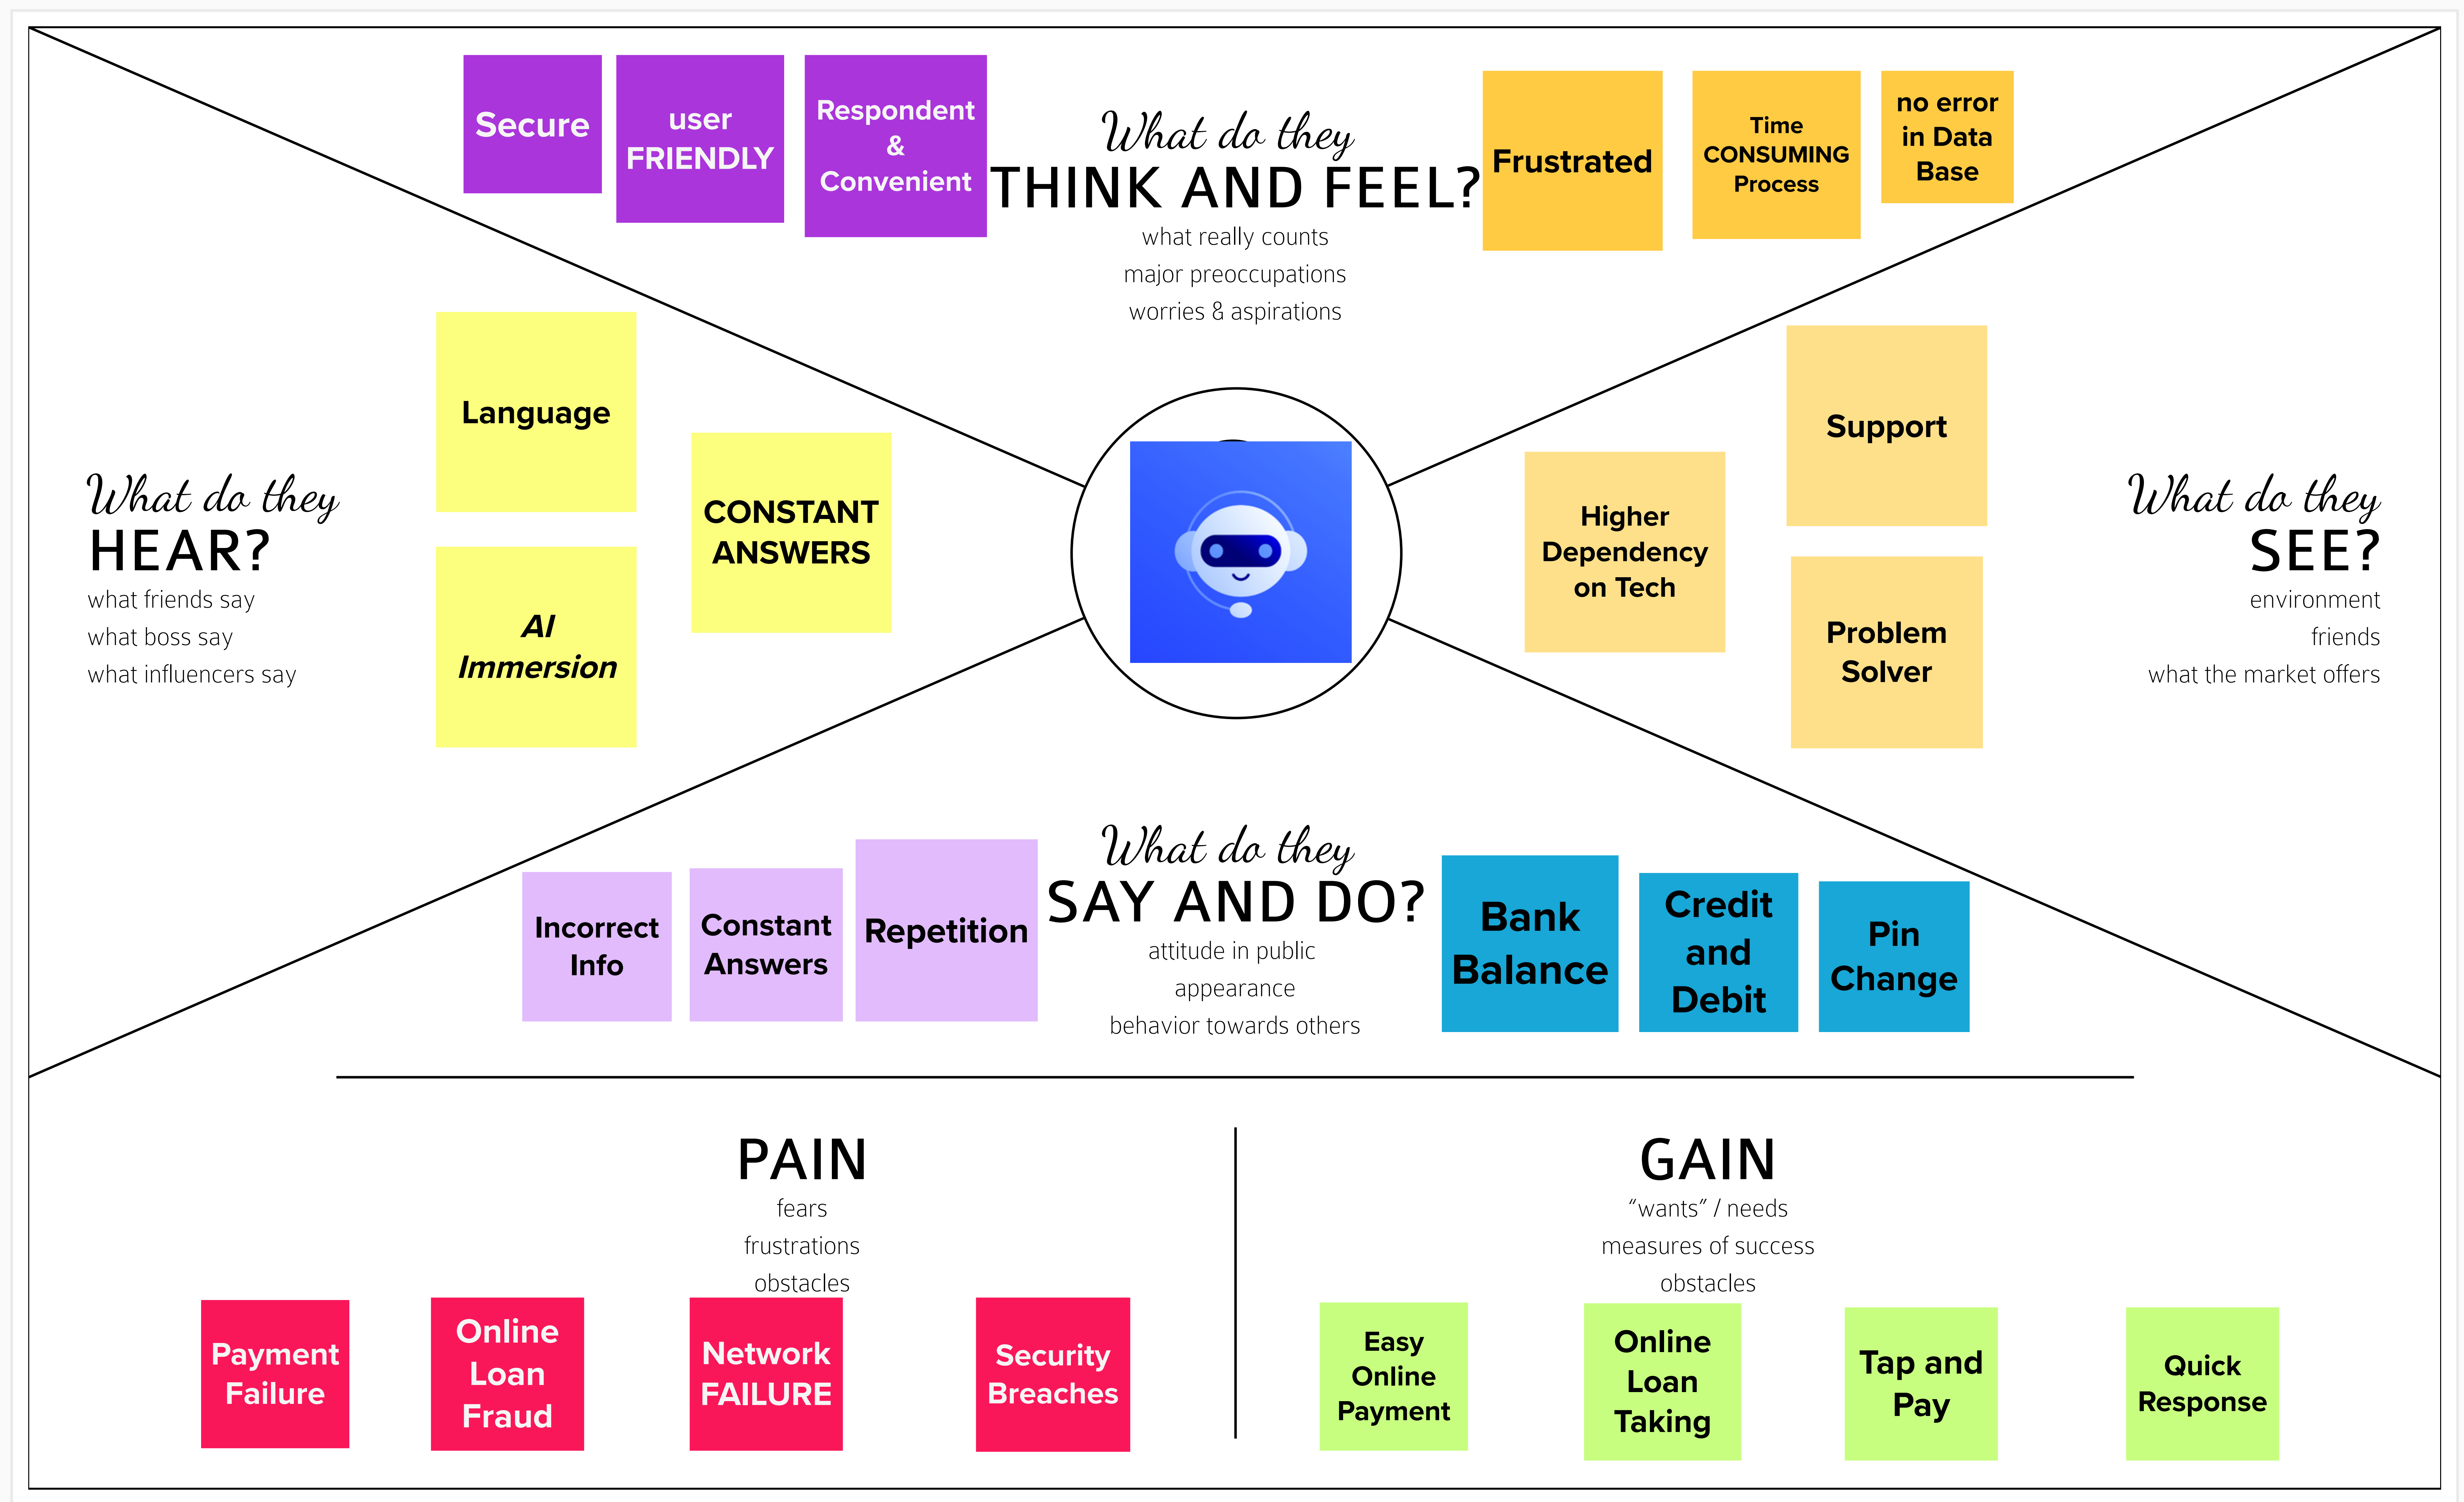 Secure
user
FRIENDLY
Respondent
&
Convenient
What do they
THINK AND FEEL?
what really counts
major preoccupations
worries & aspirations
Frustrated
Time
CONSUMING
Process
no error
in Data
Base
What do they
HEAR?
what friends say
what boss say
what influencers say
Language
AI
Immersion
CONSTANT
ANSWERS
Higher
Dependency
on Tech
Support
Problem
Solver
What do they
SEE?
environment
friends
what the market offers
Incorrect
Info
Constant
Answers
Repetition
What do they
SAY AND DO?
attitude in public
appearance
behavior towards others
Bank
Balance
Credit
and
Debit
Pin
Change
PAIN
fears
frustrations
obstacles
Payment
Failure
Online
Loan
Fraud
Network
FAILURE
Security
Breaches
GAIN
“wants” / needs
measures of success
obstacles
Easy
Online
Payment
Online
Loan
Taking
Tap and
Pay
Quick
Response